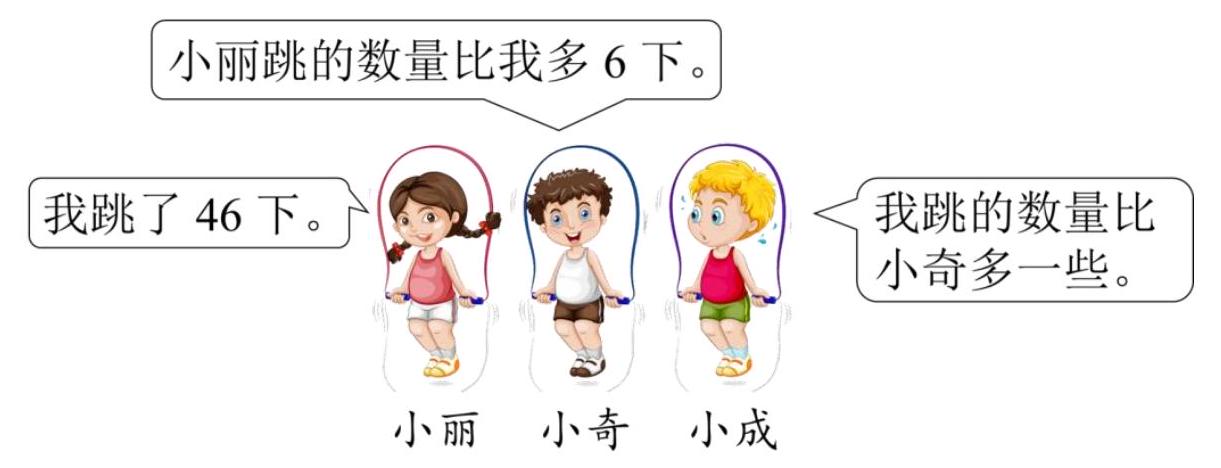 小丽跳的数量比我多 6 下。
我跳了 46 下。
我跳的数量比
小奇多一些。
小丽
小奇
小成